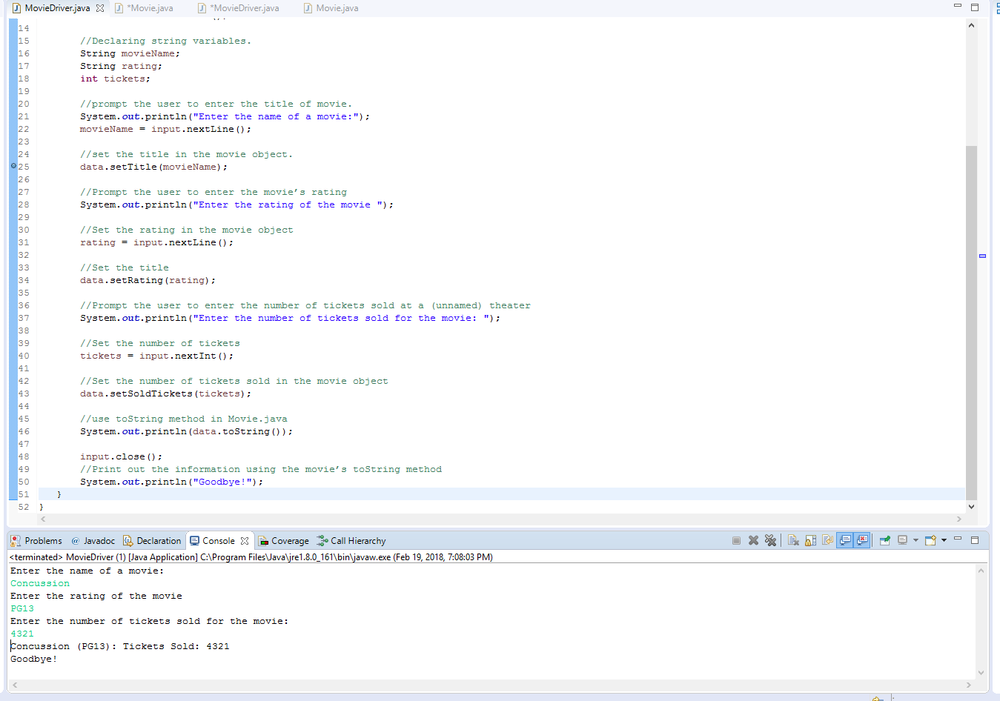 MovieDriver.java *Movie.java *MovieDriver.java Movie.java
14
15 //Declaring string variables.
16 String movieName;
17 String rating;
18 int tickets;
19
20 //prompt the user to enter the title of movie.
21 System.out.println("Enter the name of a movie:");
22 movieName = input.nextLine();
23
24 //set the title in the movie object.
25 data.setTitle(movieName);
26
27 //Prompt the user to enter the movie’s rating
28 System.out.println("Enter the rating of the movie ");
29
30 //Set the rating in the movie object
31 rating = input.nextLine();
32
33 //Set the title
34 data.setRating(rating);
35
36 //Prompt the user to enter the number of tickets sold at a (unnamed) theater
37 System.out.println("Enter the number of tickets sold for the movie: ");
38
39 //Set the number of tickets
40 tickets = input.nextInt();
41
42 //Set the number of tickets sold in the movie object
43 data.setSoldTickets(tickets);
44
45 //use toString method in Movie.java
46 System.out.println(data.toString());
47
48 input.close();
49 //Print out the information using the movie’s toString method
50 System.out.println("Goodbye!");
51 }
52 }
Problems @ Javadoc Declaration Console Coverage Call Hierarchy
<terminated> MovieDriver (1) [Java Application] C:\Program Files\Java\jre1.8.0_161\bin\javaw.exe (Feb 19, 2018, 7:08:03 PM)
Enter the name of a movie:
Concussion
Enter the rating of the movie
PG13
Enter the number of tickets sold for the movie:
4321
Concussion (PG13): Tickets Sold: 4321
Goodbye!